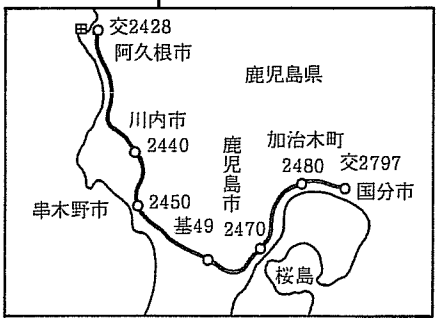 交2428
阿久根市
鹿児島県
川内市
2440
鹿児島市
加治木町
2480
交2797
国分市
串木野市
2450
基49
2470
桜島